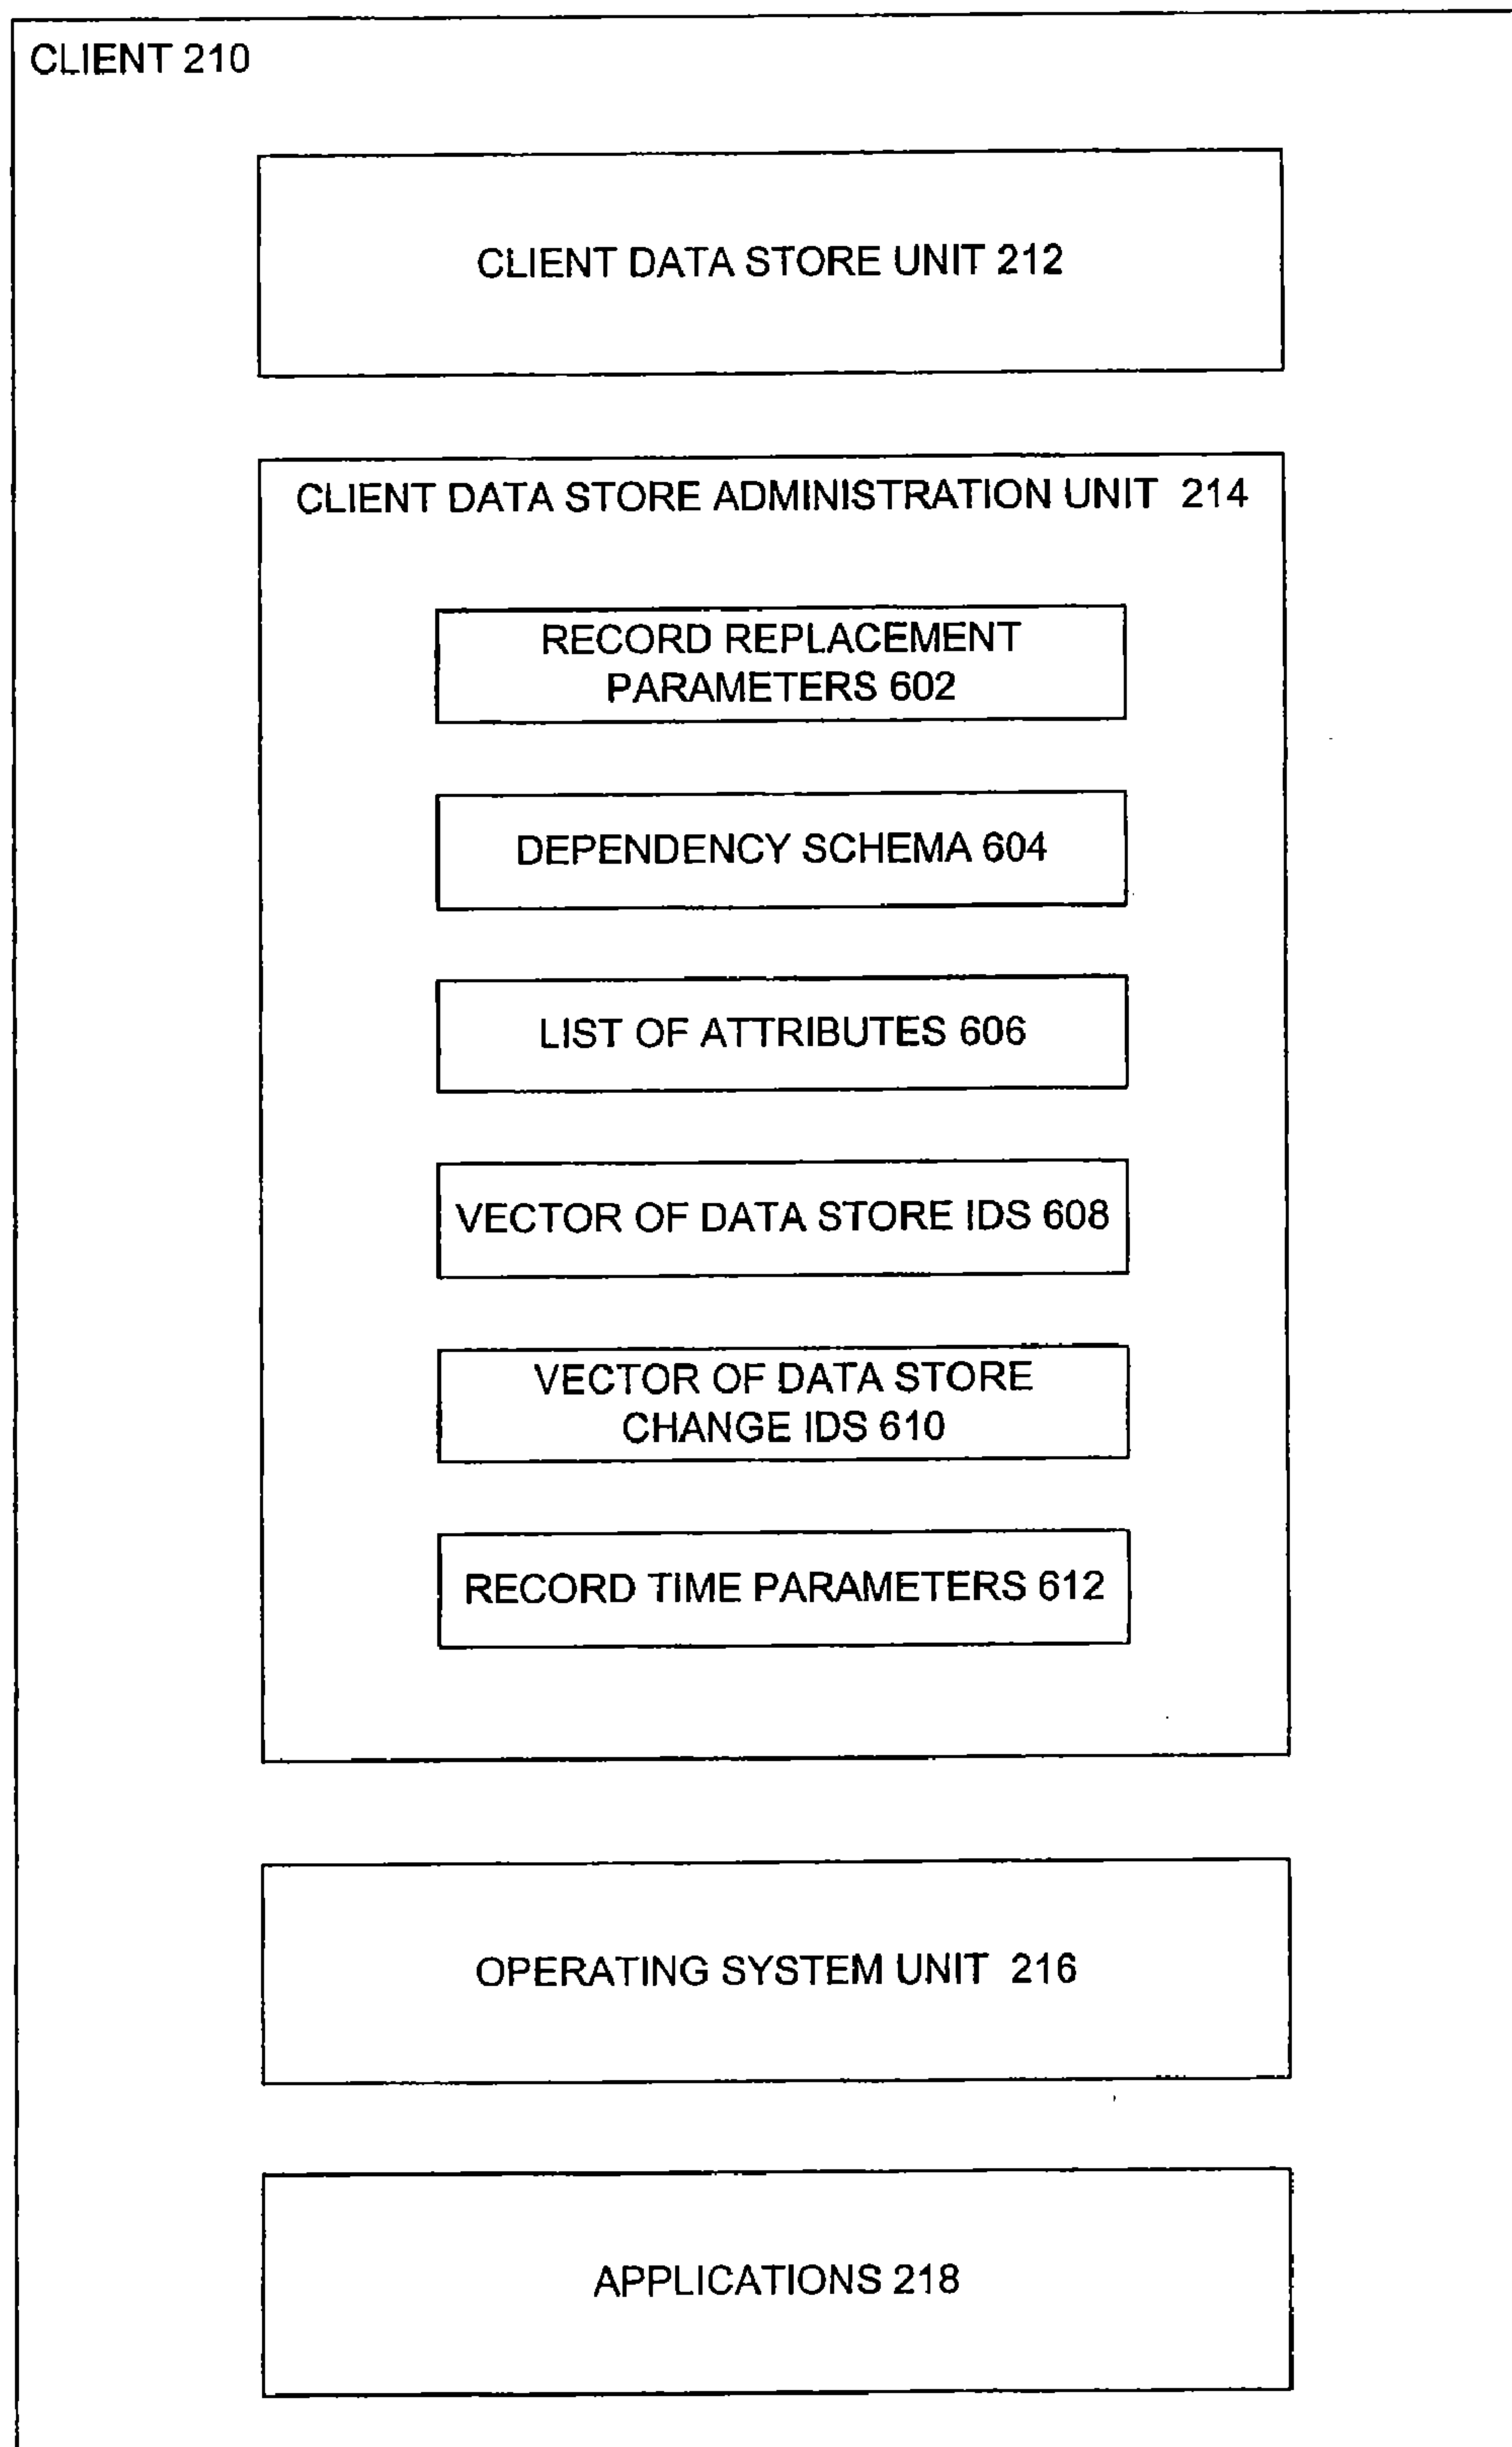 CLIENT 210
CLIENT DATA STORE UNIT 212
CLIENT DATA STORE ADMINISTRATION UNIT 214
RECORD REPLACEMENT
PARAMETERS 602
DEPENDENCY SCHEMA 604
LIST OF ATTRIBUTES 606
VECTOR OF DATA STORE IDS 608
VECTOR OF DATA STORE
CHANGE IDS 610
RECORD TIME PARAMETERS 612
OPERATING SYSTEM UNIT 216
APPLICATIONS 218